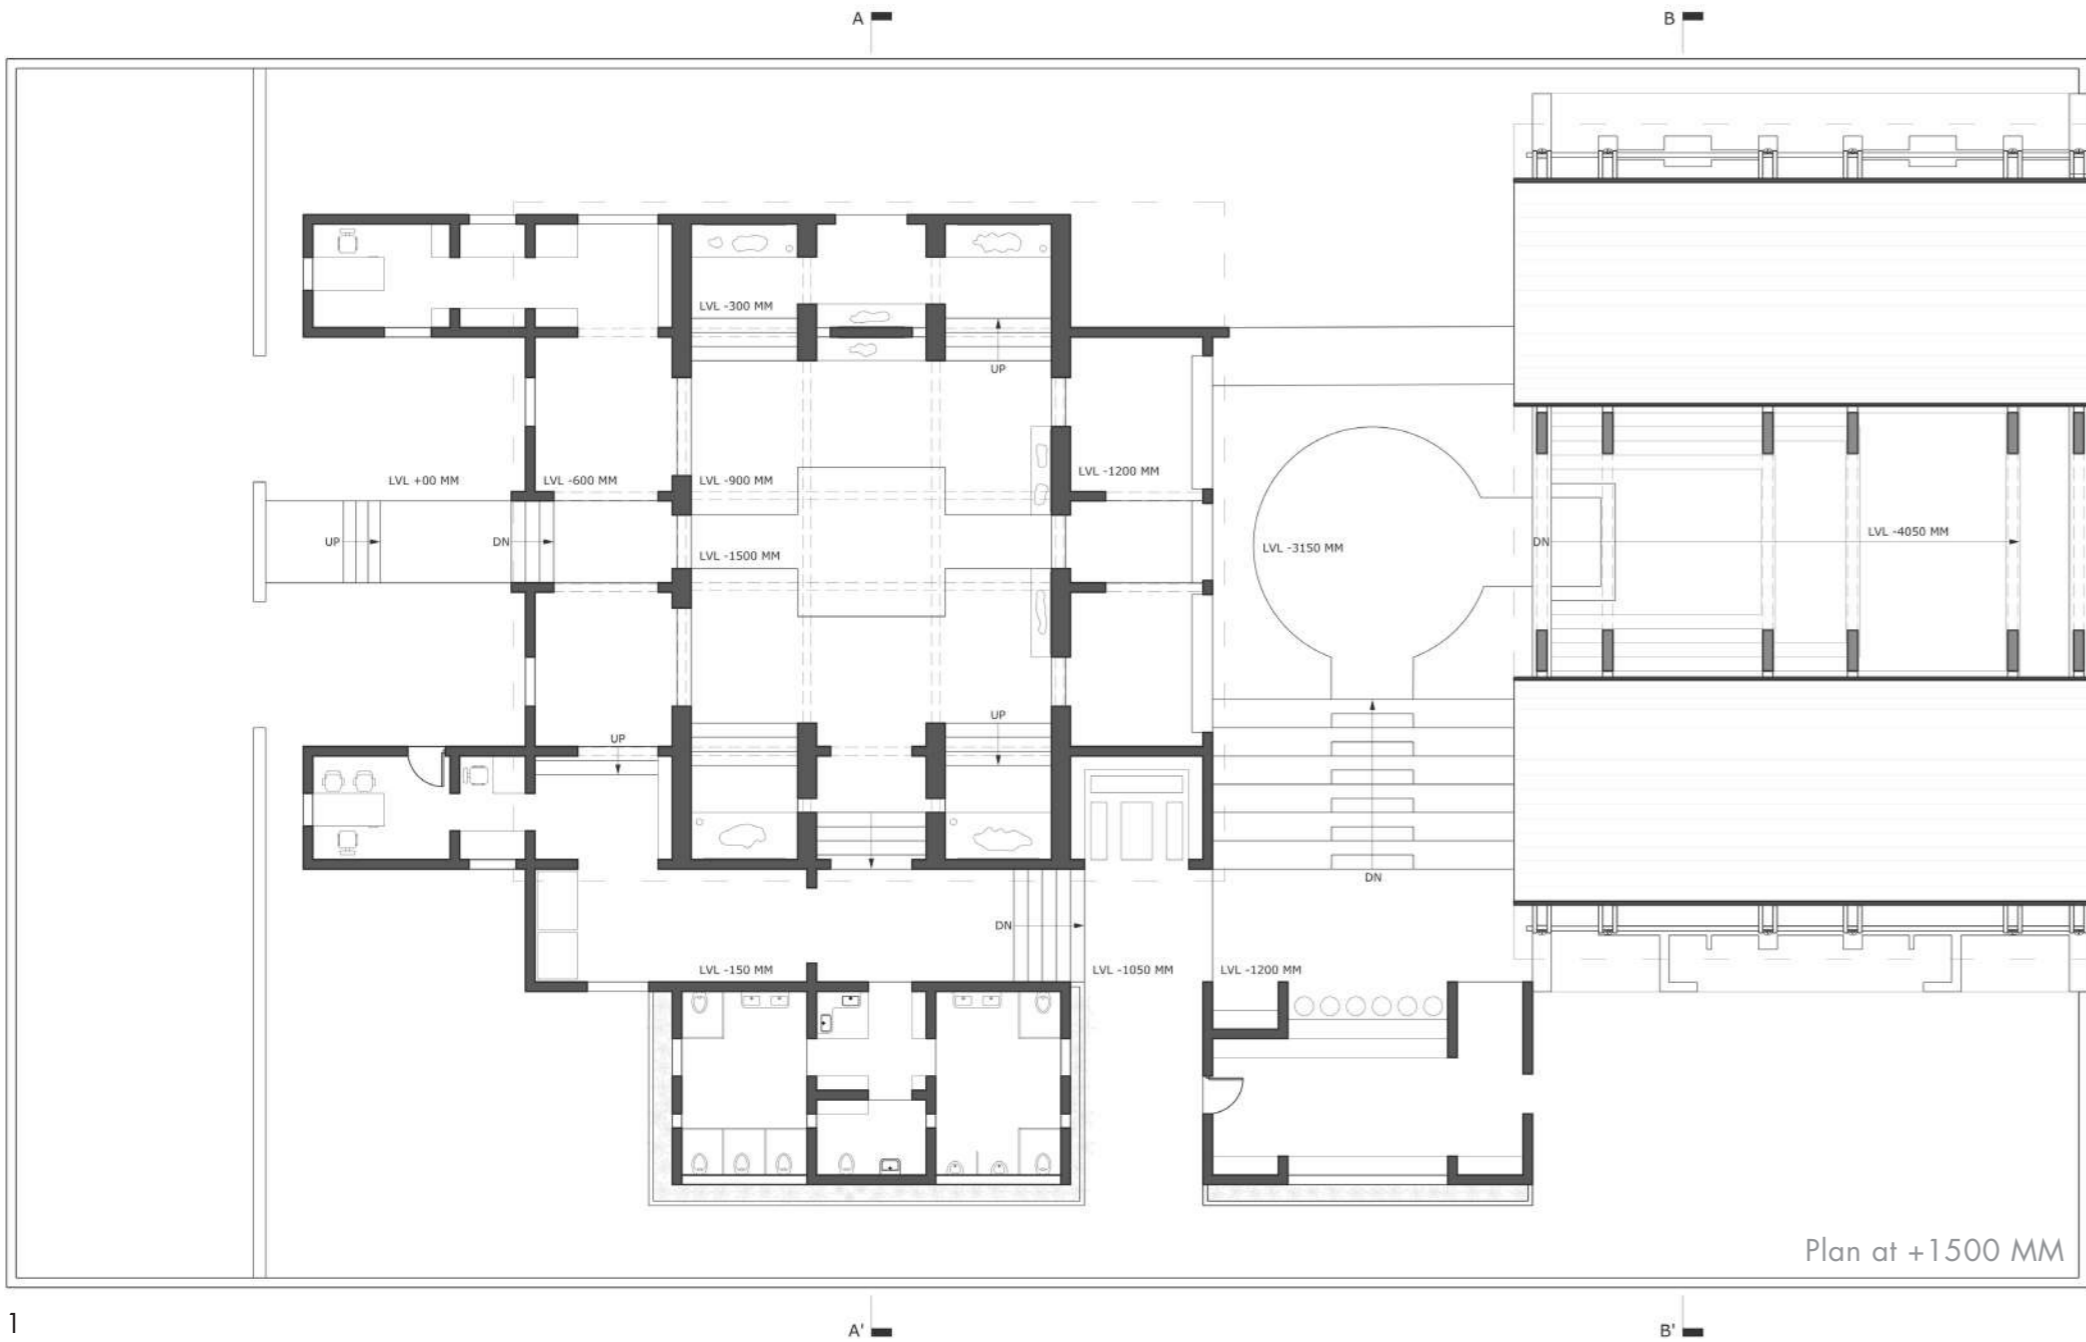 A B
LVL -300 MM
UP
LVL +00 MM LVL -600 MM LVL -900 MM LVL -1200 MM
UP DN LVL -1500 MM LVL -3150 MM DN LVL -4050 MM
UP UP
DN
DN
LVL -150 MM LVL -1050 MM LVL -1200 MM
Plan at +1500 MM
1
A' B'